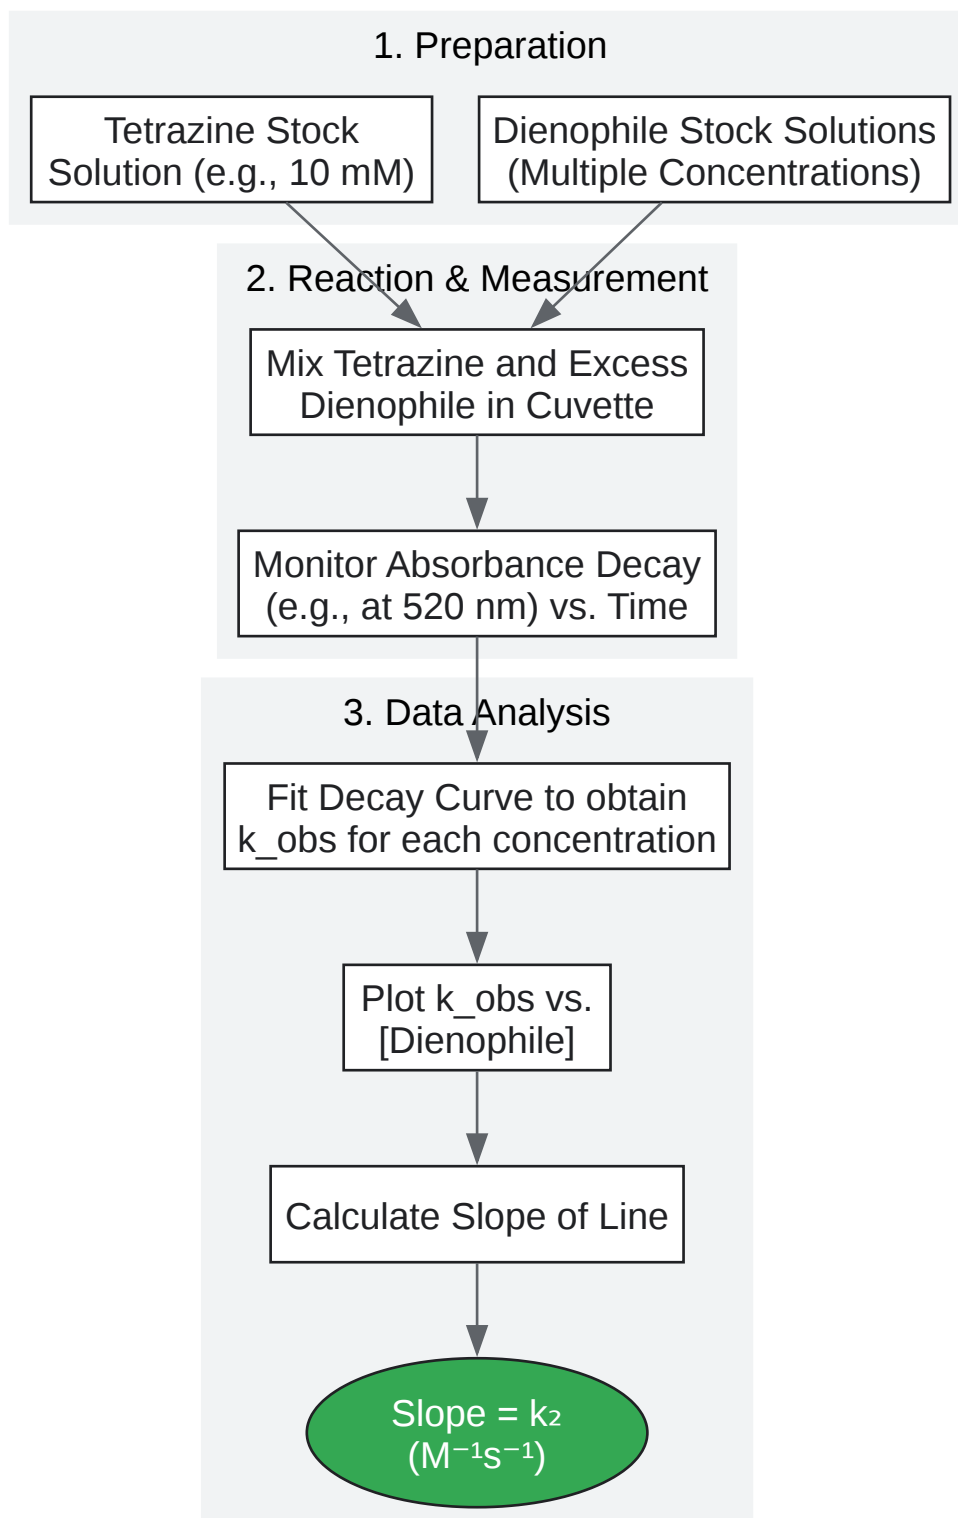 1. Preparation
Tetrazine Stock
Solution (e.g., 10 mM)
Dienophile Stock Solutions
(Multiple Concentrations)
2. Reaction & Measurement
Mix Tetrazine and Excess
Dienophile in Cuvette
Monitor Absorbance Decay
(e.g., at 520 nm) vs. Time
3. Data Analysis
Fit Decay Curve to obtain
k_obs for each concentration
Plot k_obs vs.
[Dienophile]
Calculate Slope of Line
Slope = k₂
(M⁻¹s⁻¹)